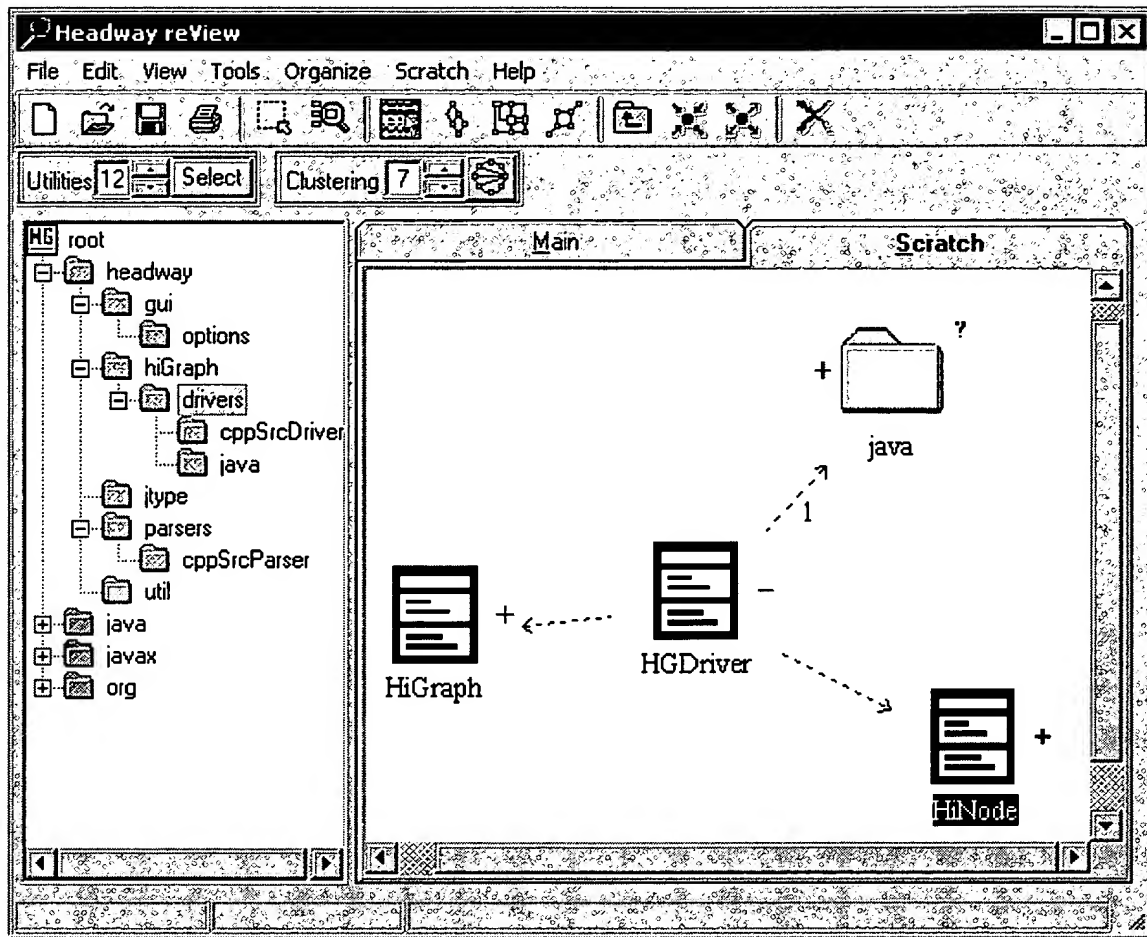 Headway reView
File Edit View Tools Organize Scratch Help
Utilities 12 Select Clustering 7
HG root
headway
gui
options
hiGraph
drivers
cppSrcDriver
java
jtype
parsers
cppSrcParser
util
java
javax
org
Main Scratch
?
+
java
1
+
-
HiGraph
HGDriver
+
HiNode